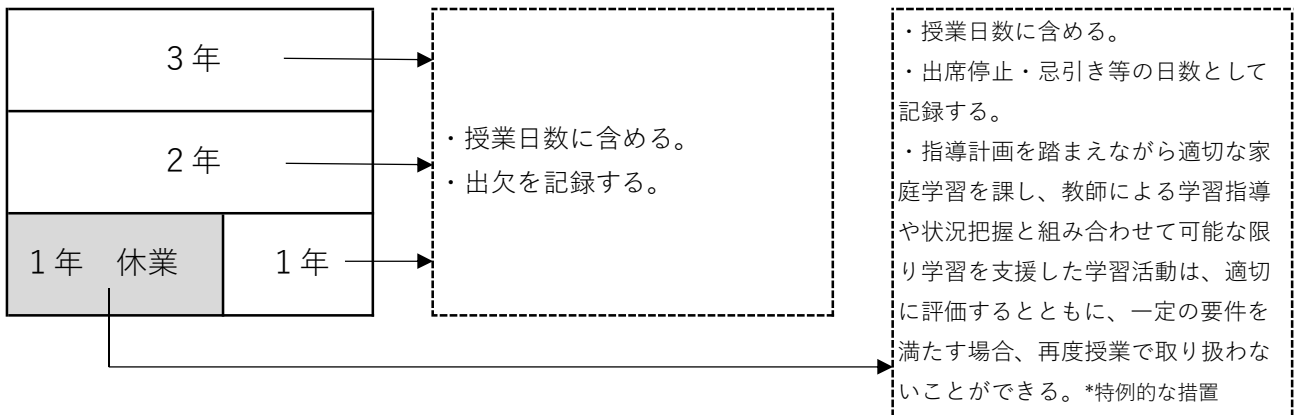 3年
2年
1年 休業
1年
・授業日数に含める。
・出欠を記録する。
・授業日数に含める。
・出席停止・忌引き等の日数として
記録する。
・指導計画を踏まえながら適切な家
庭学習を課し、教師による学習指導
や状況把握と組み合わせて可能な限
り学習を支援した学習活動は、適切
に評価するとともに、一定の要件を
満たす場合、再度授業で取り扱わな
いことができる。*特例的な措置